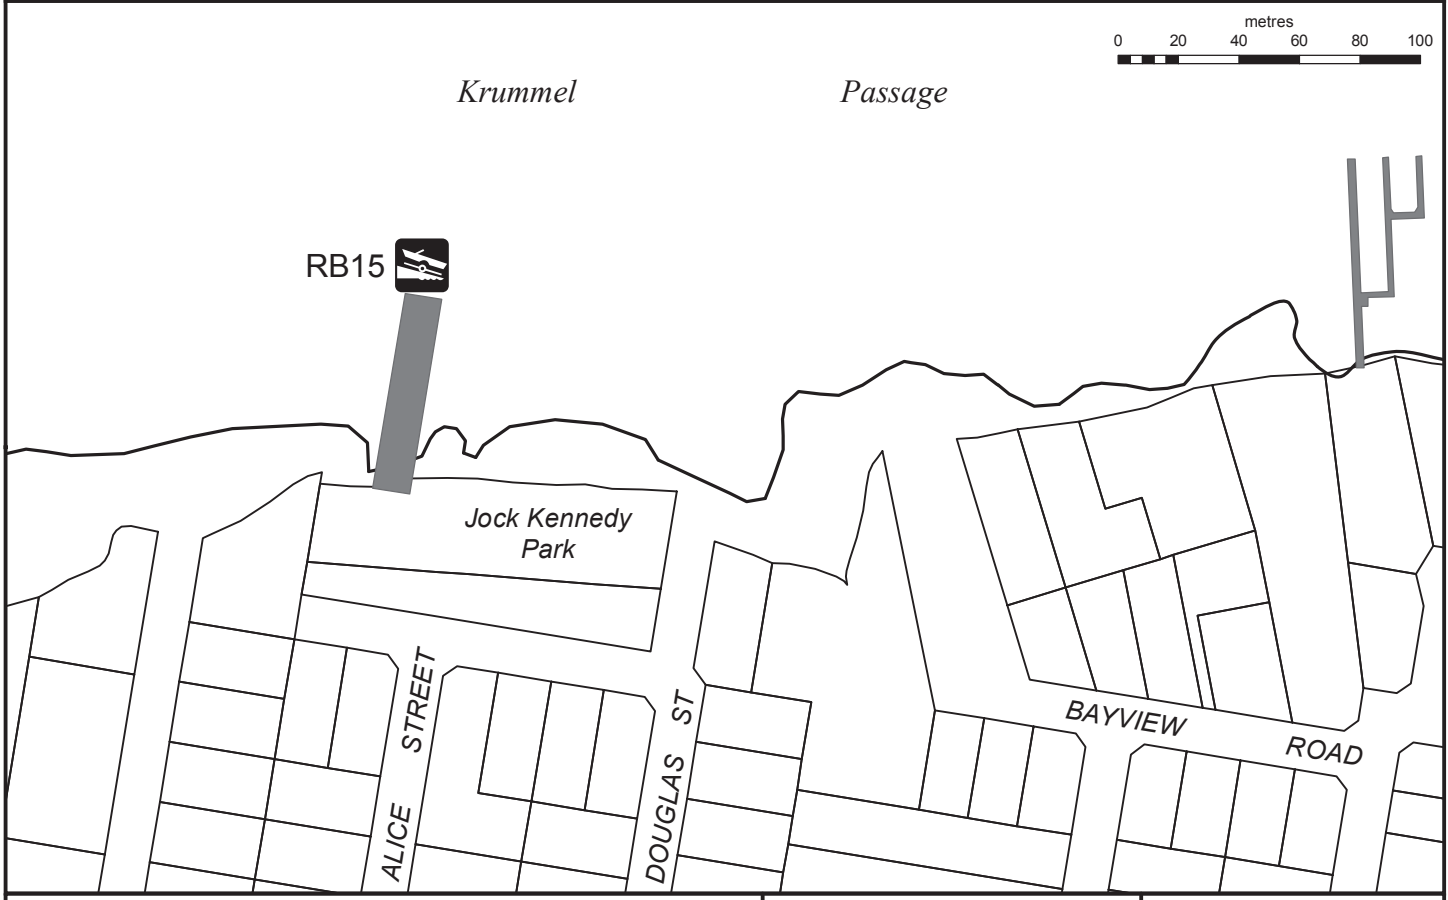 metres
0 20 40 60 80 100
Krummel Passage
RB15
Jock Kennedy
Park
ALICE STREET
DOUGLAS ST
BAYVIEW ROAD